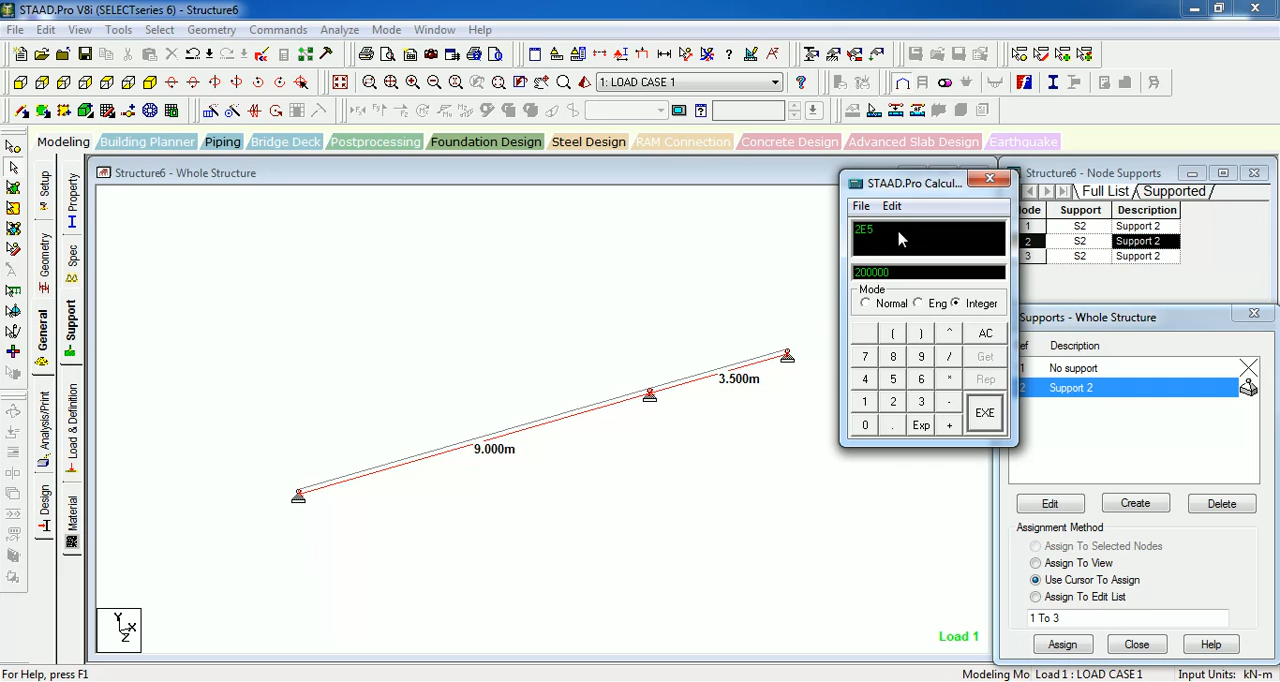 STAAD.Pro V8i (SELECTseries 6) - Structure6
File Edit View Tools Select Geometry Commands Analyze Mode Window Help
1: LOAD CASE 1
Modeling Building Planner Piping Bridge Deck Postprocessing Foundation Design Steel Design RAM Connection Concrete Design Advanced Slab Design Earthquake
Setup
Geometry
General
Analysis/Print
Design
Property
Spec
Support
Load & Definition
Material
Structure6 - Whole Structure
3.500m
9.000m
Y
X
Z
Load 1
STAAD.Pro Calcul...
File Edit
2E5
200000
Mode
Normal Eng Integer
( ) ^ AC
7 8 9 / Get
4 5 6 * Rep
1 2 3 - EXE
0 . Exp +
Structure6 - Node Supports
Full List Supported
ode Support Description
1 S2 Support 2
2 S2 Support 2
3 S2 Support 2
Supports - Whole Structure
ef Description
1 No support
2 Support 2
Edit Create Delete
Assignment Method
Assign To Selected Nodes
Assign To View
Use Cursor To Assign
Assign To Edit List
1 To 3
Assign Close Help
For Help, press F1
Modeling Mo Load 1 : LOAD CASE 1 Input Units: kN-m